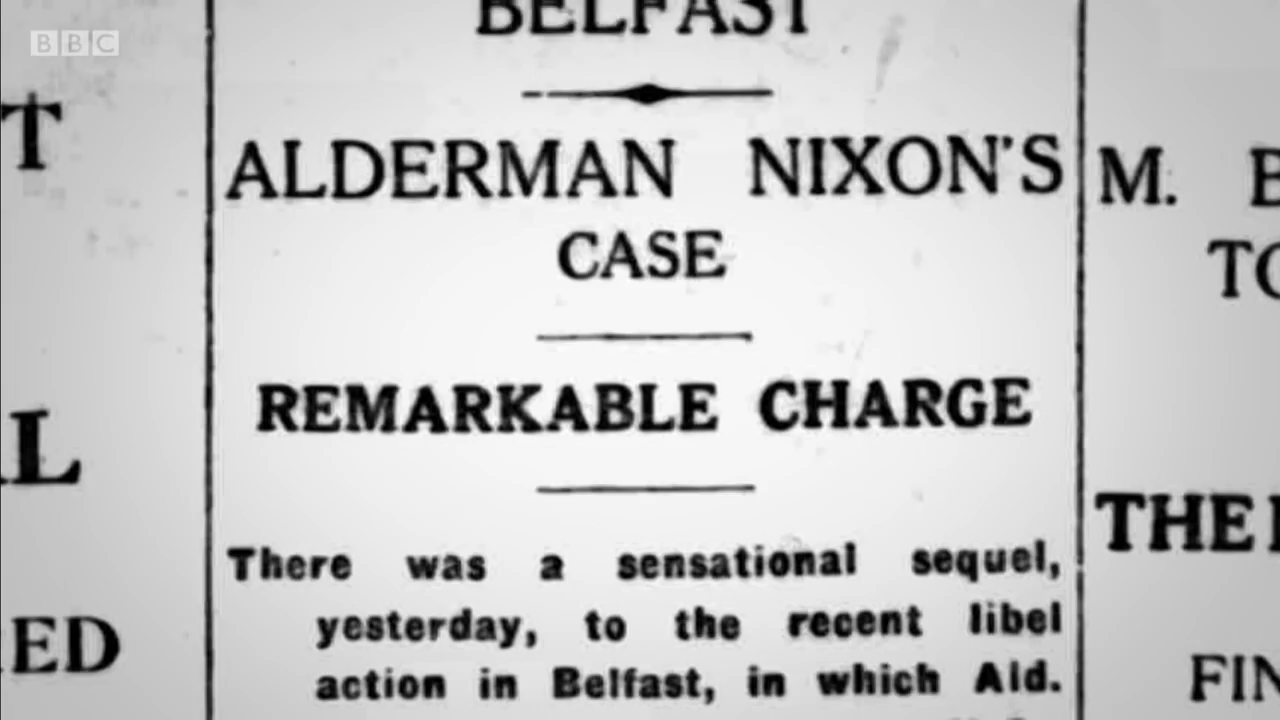 BBC
BELFAST
ALDERMAN NIXON'S
CASE
REMARKABLE CHARGE
There was a sensational sequel,
yesterday, to the recent libel
action in Belfast, in which Ald.
T
L
ED
M. B
TO
THE
FIN